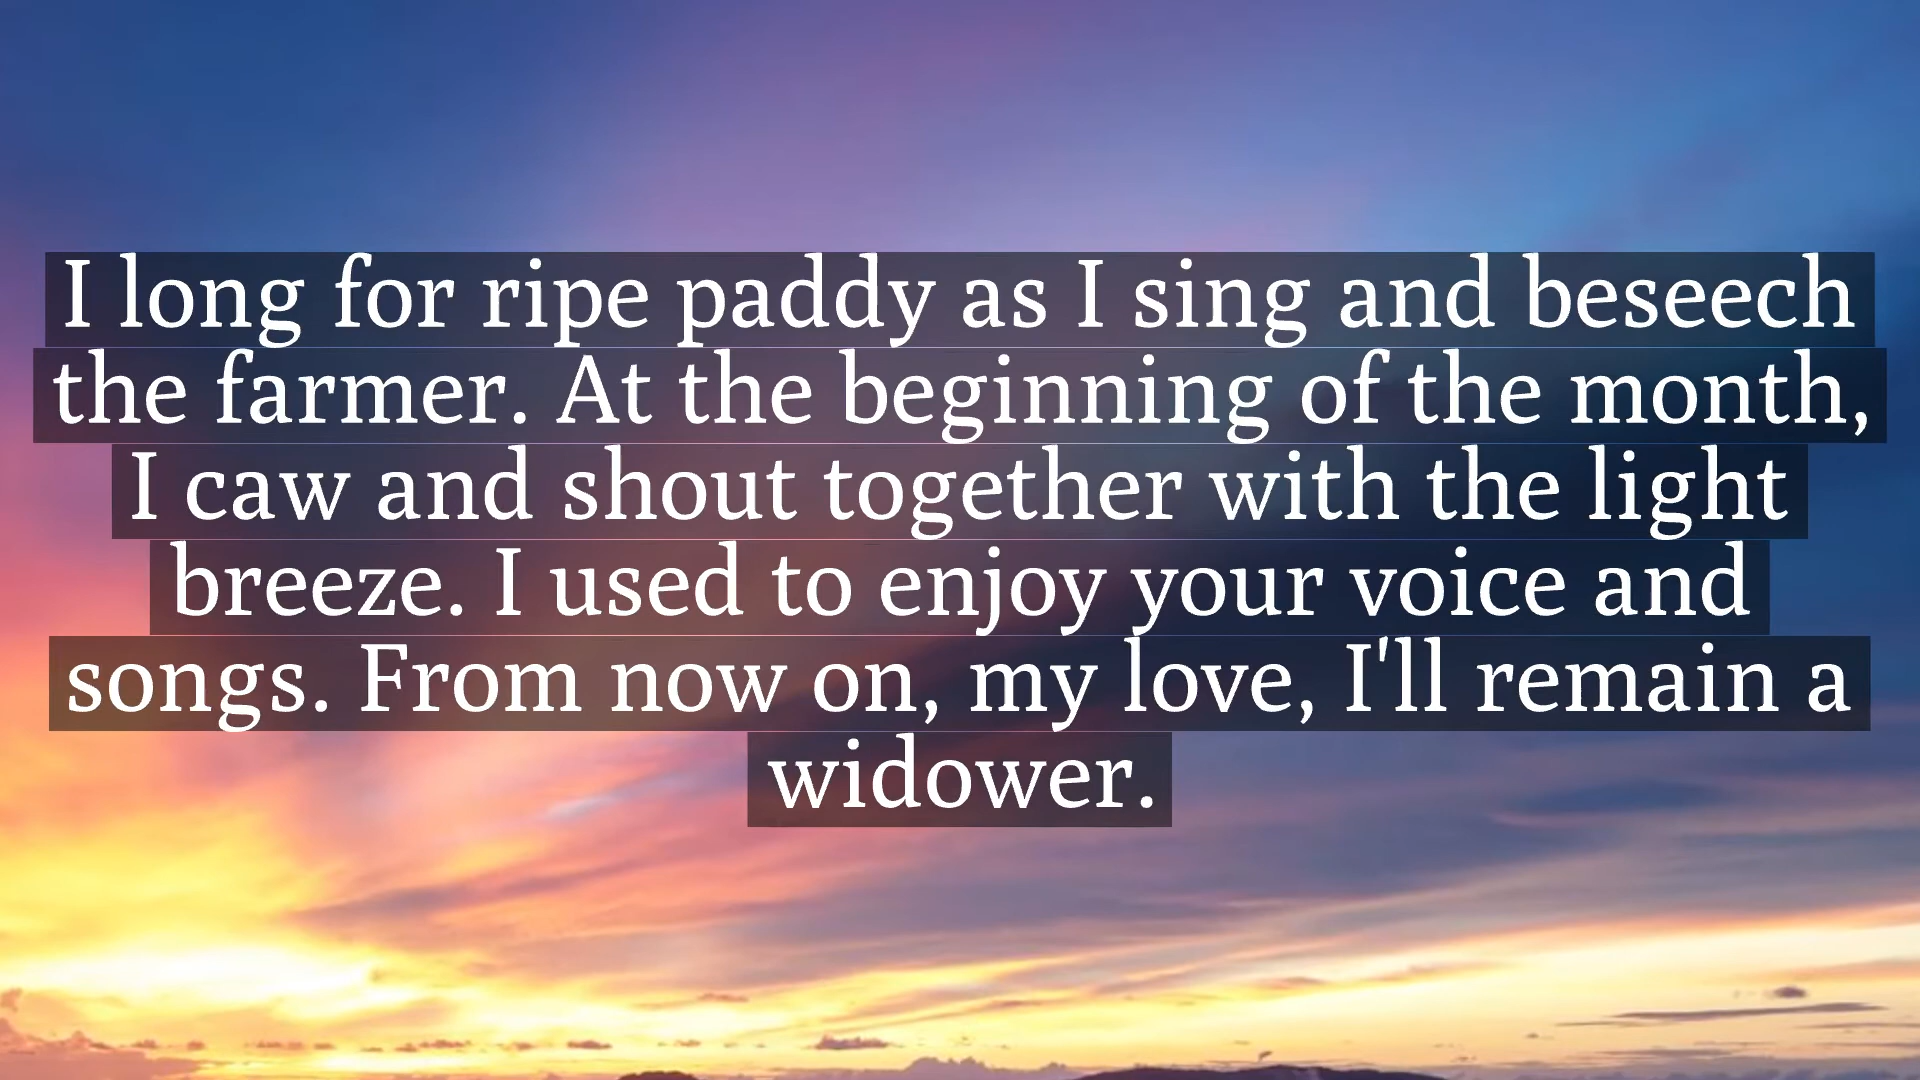 I long for ripe paddy as I sing and beseech
the farmer. At the beginning of the month,
I caw and shout together with the light
breeze. I used to enjoy your voice and
songs. From now on, my love, I'll remain a
widower.